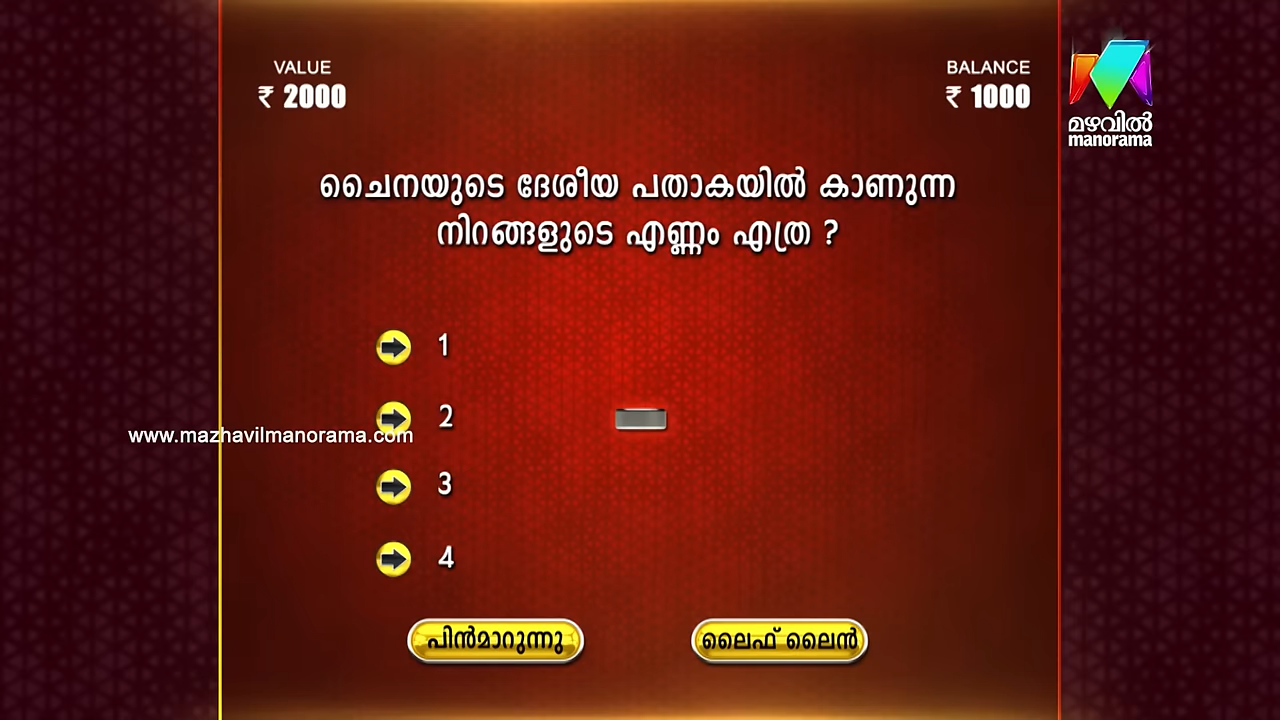 VALUE
₹ 2000
BALANCE
₹ 1000
മഴവിൽ
manorama
ചൈനയുടെ ദേശീയ പതാകയിൽ കാണുന്ന
നിറങ്ങളുടെ എണ്ണം എത്ര ?
1
2
www.mazhavilmanorama.com
3
4
പിൻമാറുന്നു
ലൈഫ് ലൈൻ